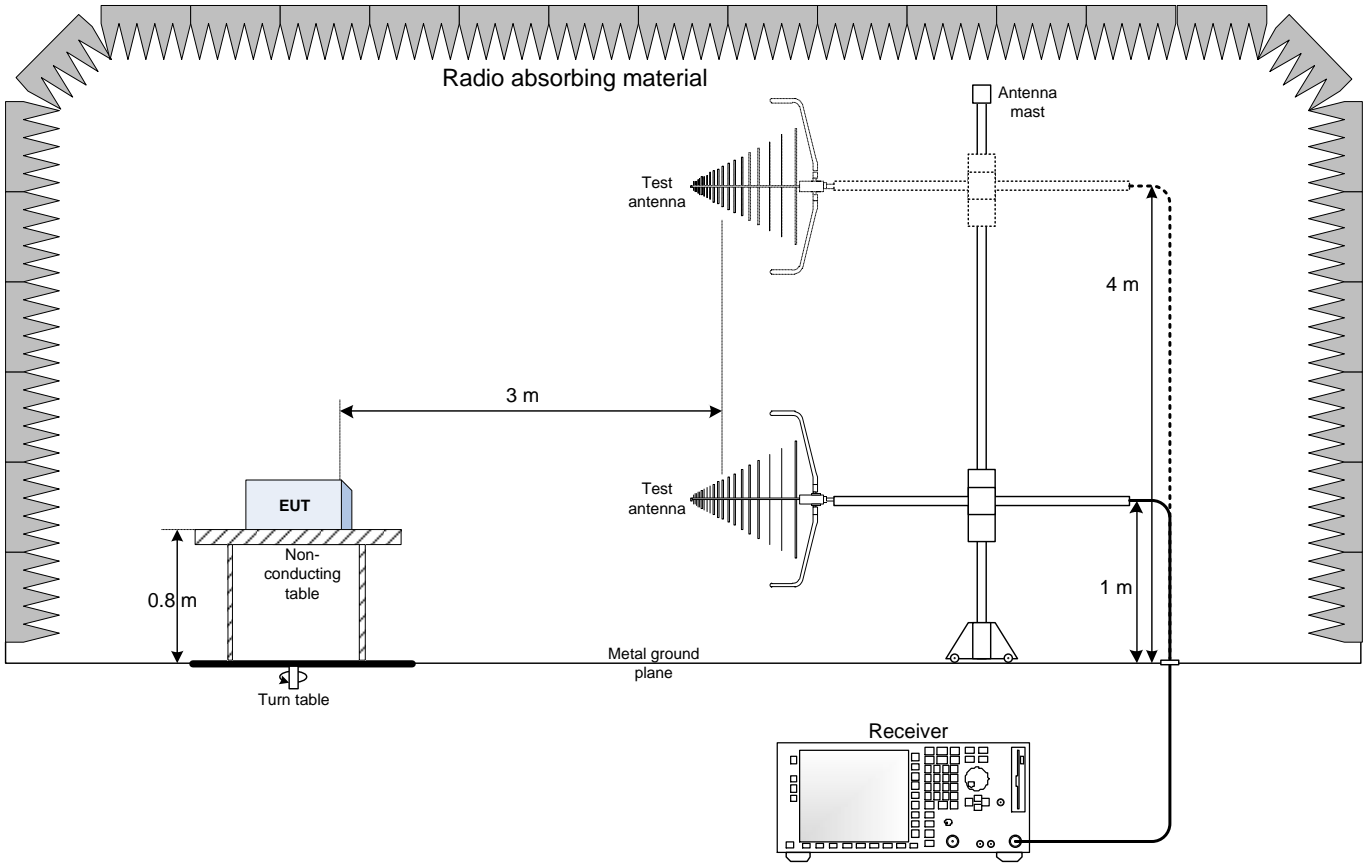 Radio absorbing material
Antenna
mast
Test
antenna
4 m
3 m
EUT
Test
antenna
Non-
conducting
table
0.8 m
1 m
Metal ground
plane
Turn table
Receiver